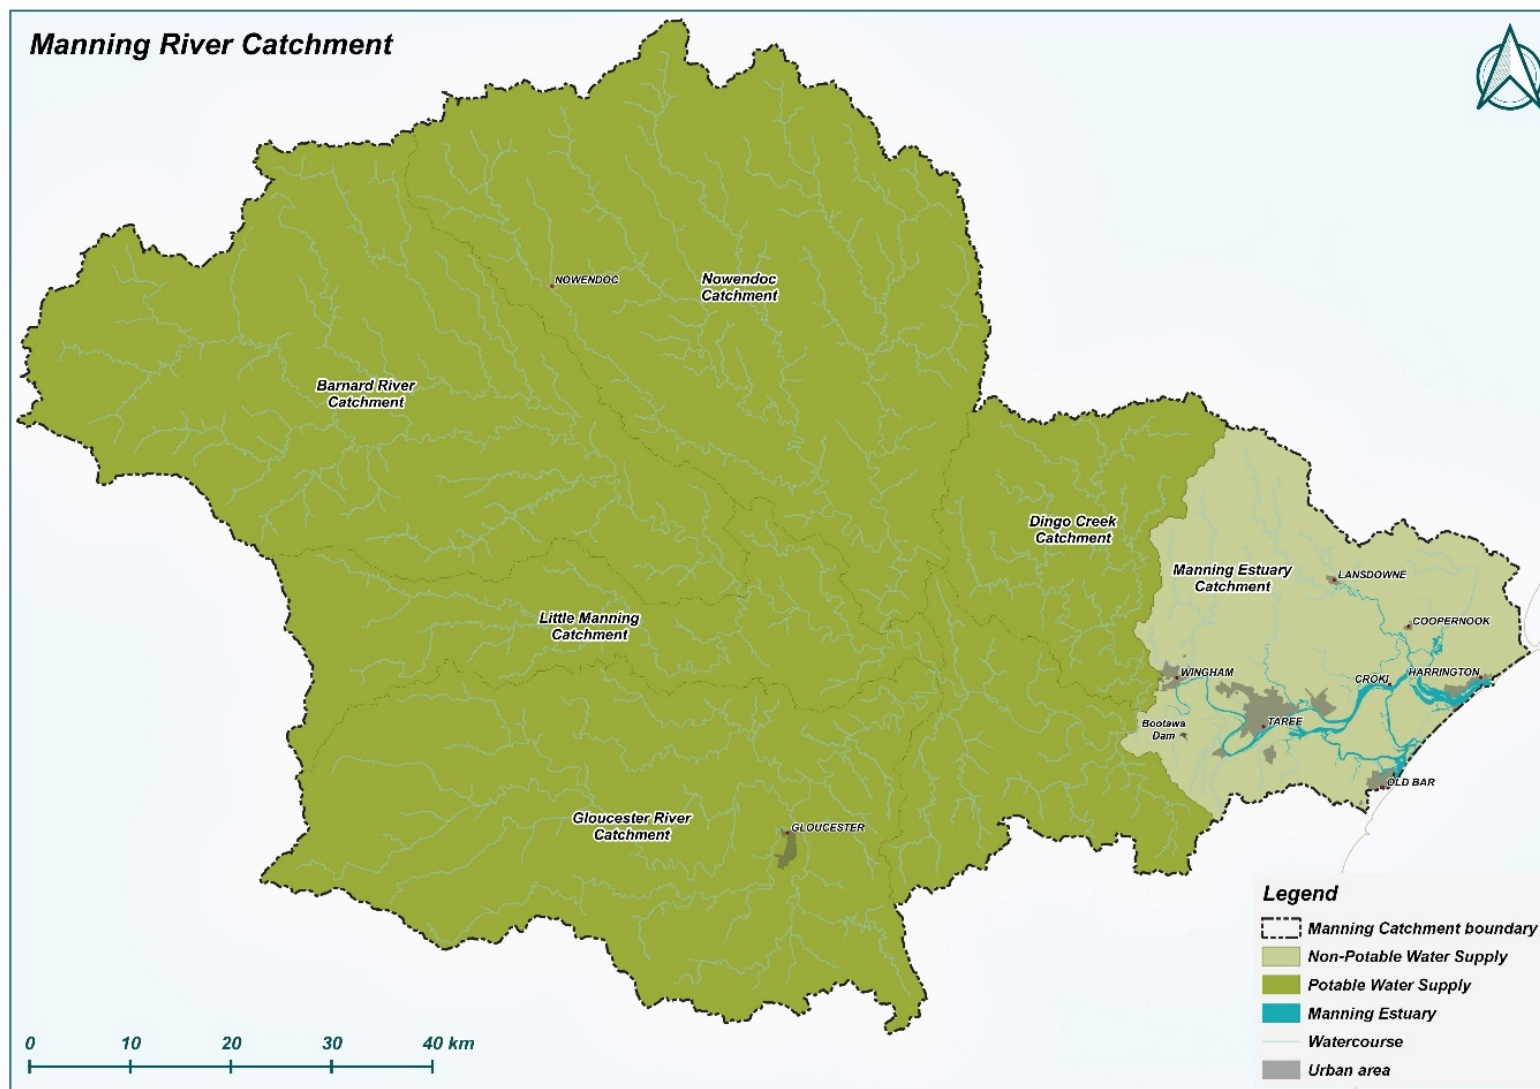 Manning River Catchment
NOWENDOC
Nowendoc
Catchment
Barnard River
Catchment
Dingo Creek
Catchment
Manning Estuary
Catchment
LANSDOWNE
Little Manning
Catchment
COOPERNOOK
WINGHAM
CROKI
HARRINGTON
Bootawa
Dam
TAREE
OLD BAR
Gloucester River
Catchment
GLOUCESTER
Legend
Manning Catchment boundary
Non-Potable Water Supply
Potable Water Supply
Manning Estuary
Watercourse
Urban area
0 10 20 30 40 km